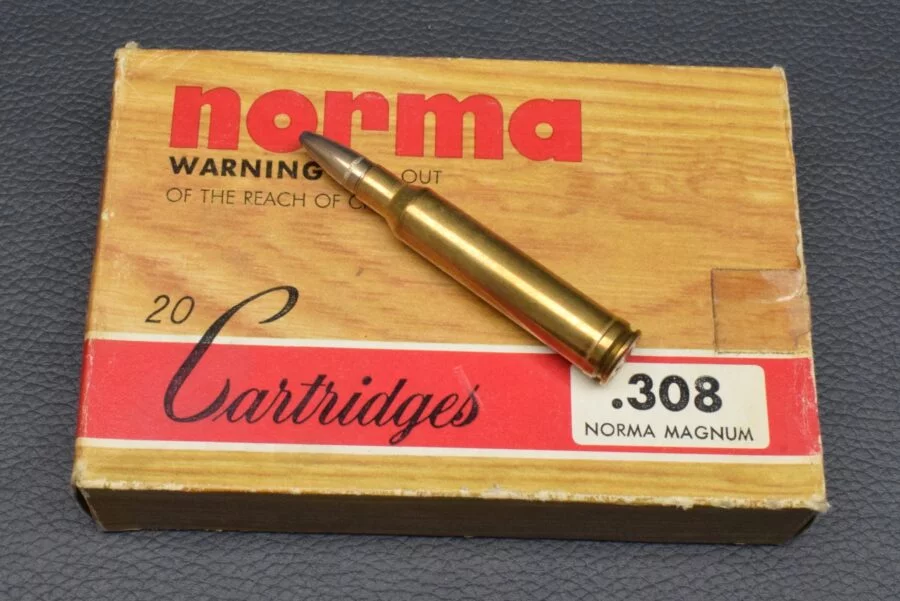 norma
WARNING OUT
OF THE REACH OF C
20 Cartridges
.308
NORMA MAGNUM